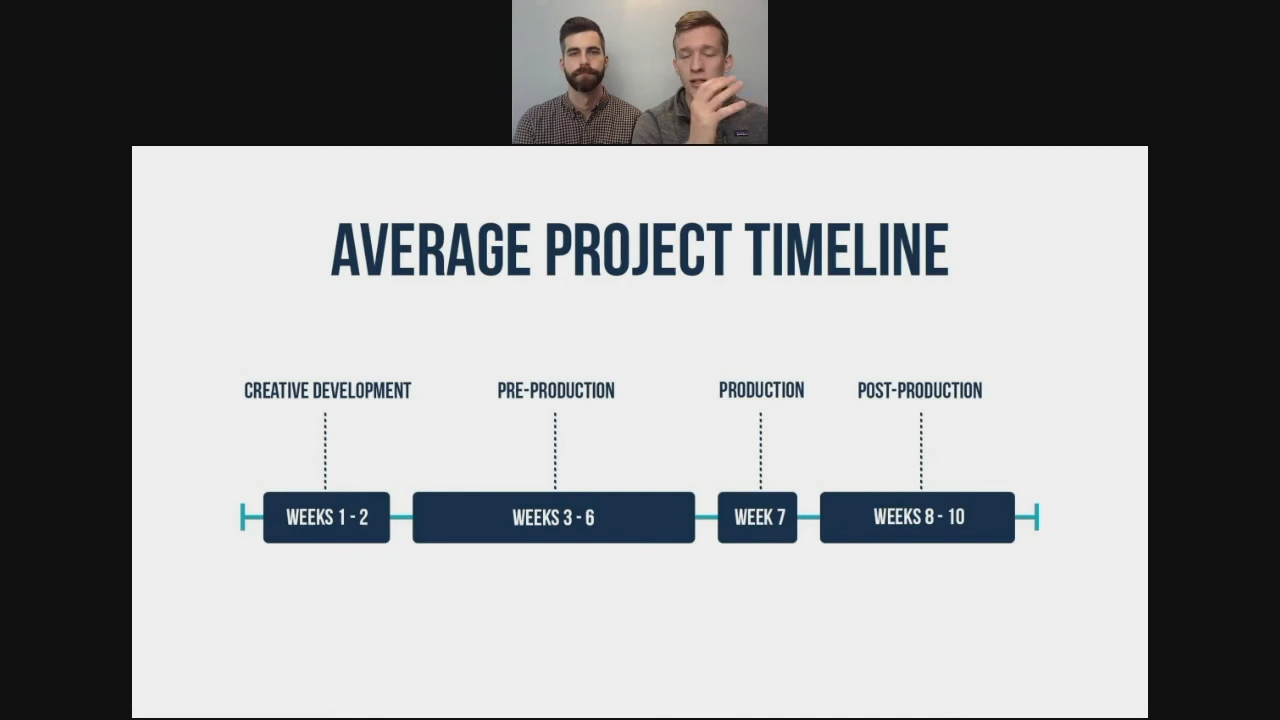 AVERAGE PROJECT TIMELINE
CREATIVE DEVELOPMENT
PRE-PRODUCTION
PRODUCTION
POST-PRODUCTION
WEEKS 1 - 2
WEEKS 3 - 6
WEEK 7
WEEKS 8 - 10